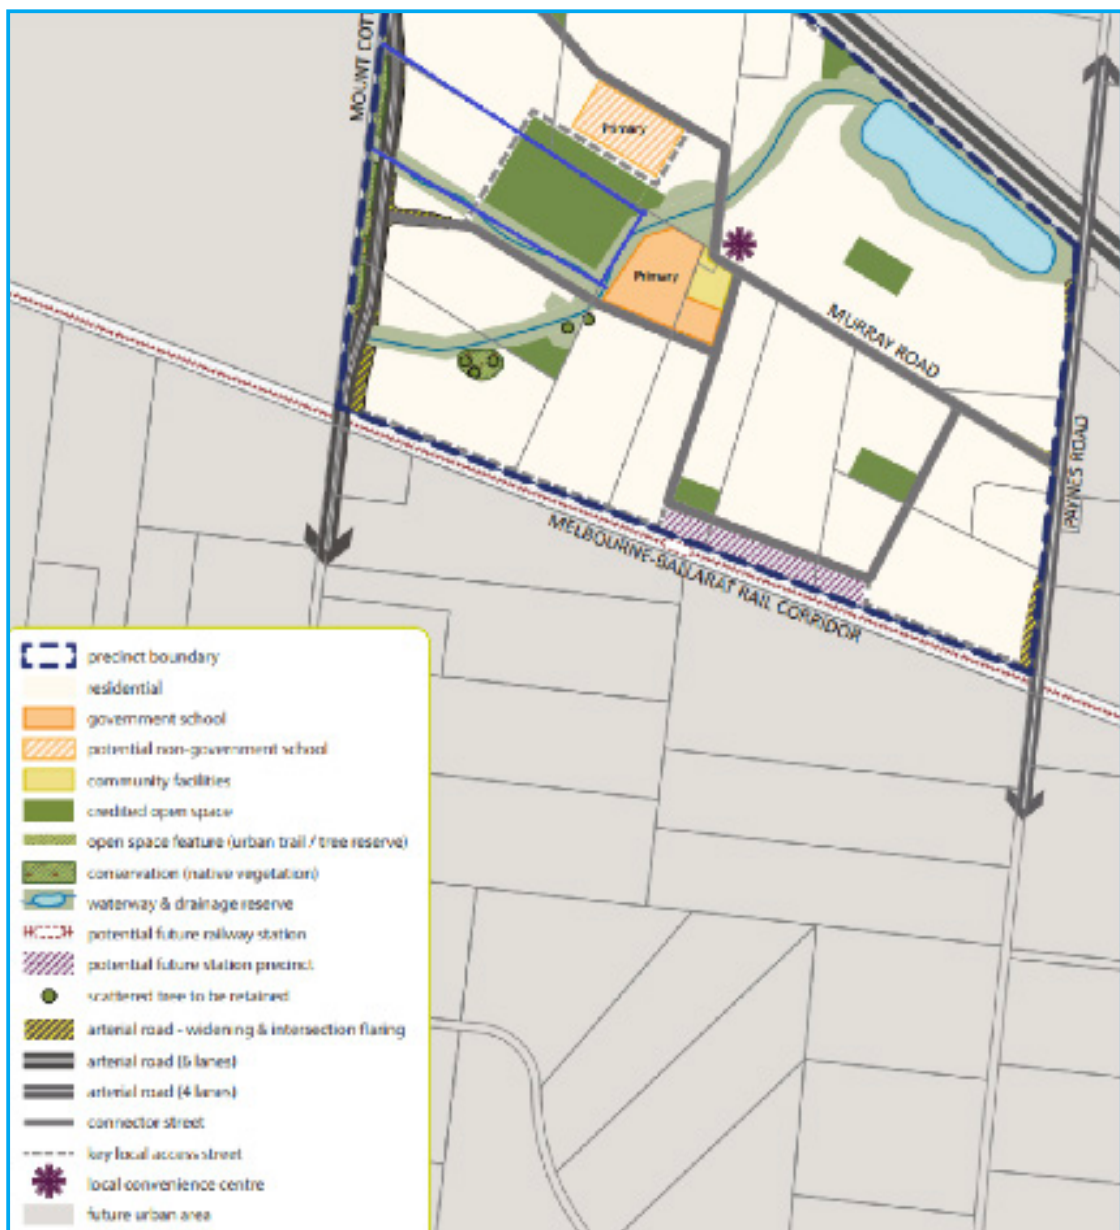 MOUNT COTT
Primary
Primary
MURRAY ROAD
PAYNES ROAD
MELBOURNE-BALLARAT RAIL CORRIDOR
precinct boundary
residential
government school
potential non-government school
community facilities
credited open space
open space feature (urban trail / tree reserve)
conservation (native vegetation)
waterway & drainage reserve
potential future railway station
potential future station precinct
scattered tree to be retained
arterial road - widening & intersection flaring
arterial road (6 lanes)
arterial road (4 lanes)
connector street
key local access street
local convenience centre
future urban area